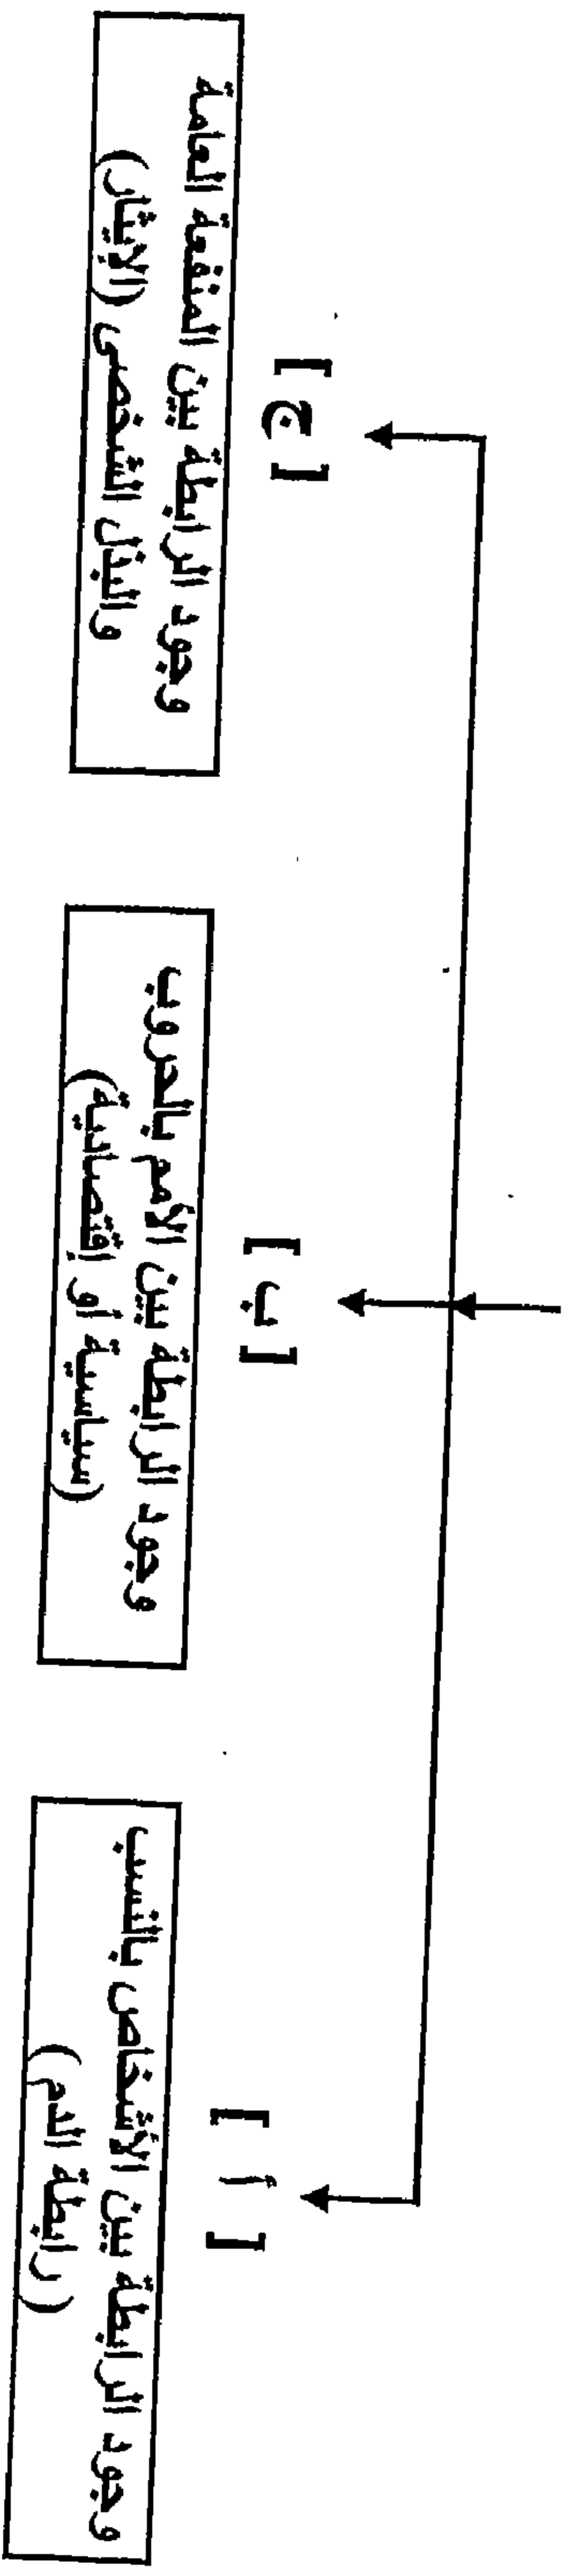 [ أ ]
وجود الرابطة بين الأشخاص بالنسب
(رابطة الدم)
[ ب ]
وجود الرابطة بين الأمم بالحروب
(سياسية أو إقتصادية)
[ ج ]
وجود الرابطة بين المنفعة العامة
والبذل الشخصى (الإيثار)